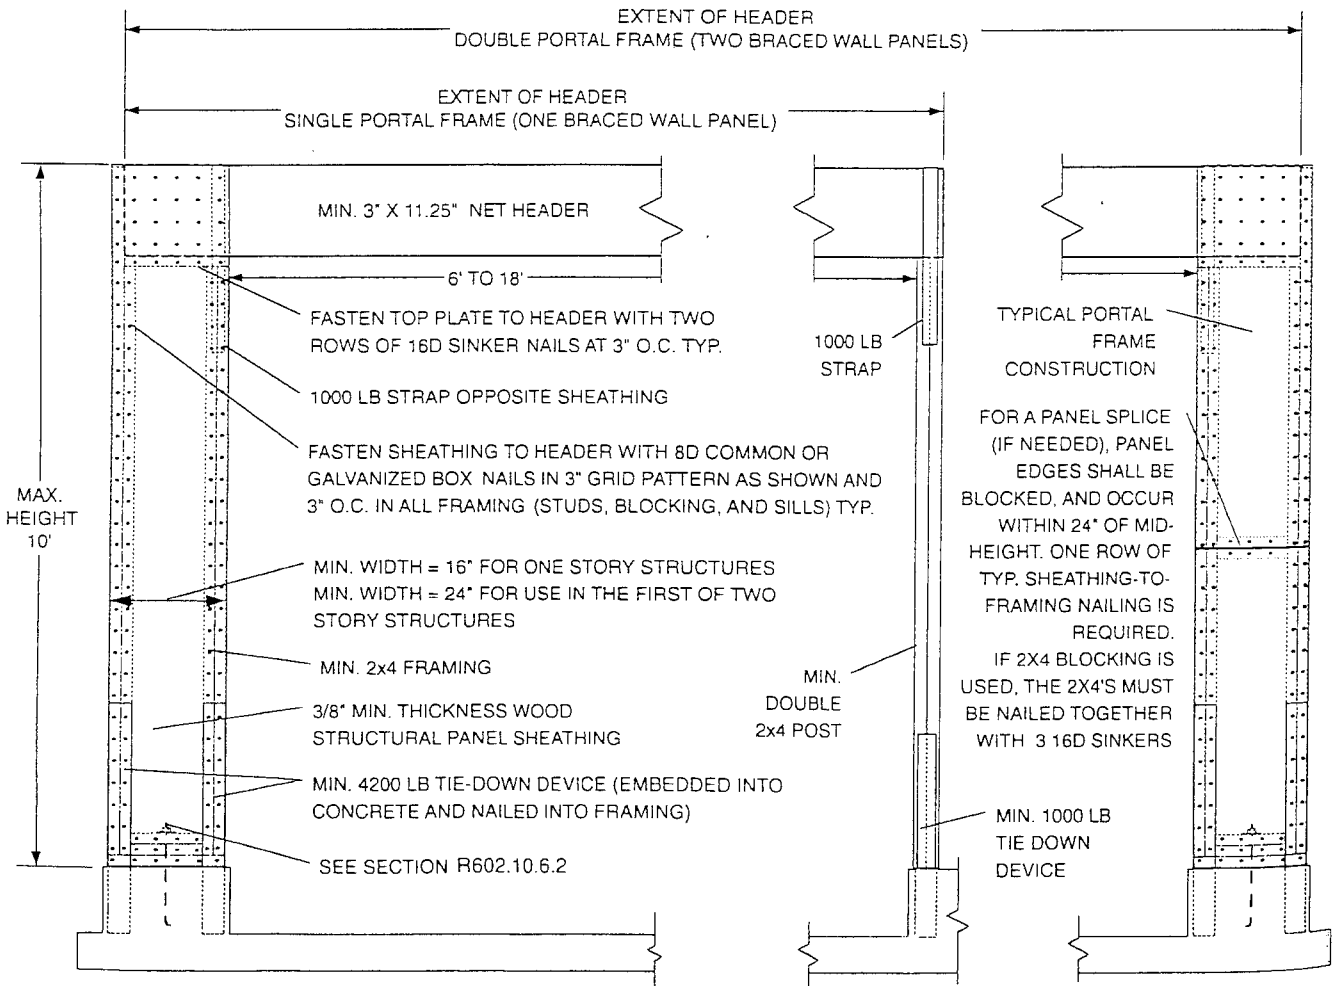 EXTENT OF HEADER
DOUBLE PORTAL FRAME (TWO BRACED WALL PANELS)
EXTENT OF HEADER
SINGLE PORTAL FRAME (ONE BRACED WALL PANEL)
MIN. 3" X 11.25" NET HEADER
6' TO 18'
FASTEN TOP PLATE TO HEADER WITH TWO
ROWS OF 16D SINKER NAILS AT 3" O.C. TYP.
1000 LB STRAP OPPOSITE SHEATHING
FASTEN SHEATHING TO HEADER WITH 8D COMMON OR
GALVANIZED BOX NAILS IN 3" GRID PATTERN AS SHOWN AND
3" O.C. IN ALL FRAMING (STUDS, BLOCKING, AND SILLS) TYP.
MAX.
HEIGHT
10'
MIN. WIDTH = 16" FOR ONE STORY STRUCTURES
MIN. WIDTH = 24" FOR USE IN THE FIRST OF TWO
STORY STRUCTURES
MIN. 2x4 FRAMING
3/8" MIN. THICKNESS WOOD
STRUCTURAL PANEL SHEATHING
MIN. 4200 LB TIE-DOWN DEVICE (EMBEDDED INTO
CONCRETE AND NAILED INTO FRAMING)
SEE SECTION R602.10.6.2
1000 LB
STRAP
MIN.
DOUBLE
2x4 POST
TYPICAL PORTAL
FRAME
CONSTRUCTION
FOR A PANEL SPLICE
(IF NEEDED), PANEL
EDGES SHALL BE
BLOCKED, AND OCCUR
WITHIN 24" OF MID-
HEIGHT. ONE ROW OF
TYP. SHEATHING-TO-
FRAMING NAILING IS
REQUIRED.
IF 2X4 BLOCKING IS
USED, THE 2X4'S MUST
BE NAILED TOGETHER
WITH 3 16D SINKERS
MIN. 1000 LB
TIE DOWN
DEVICE